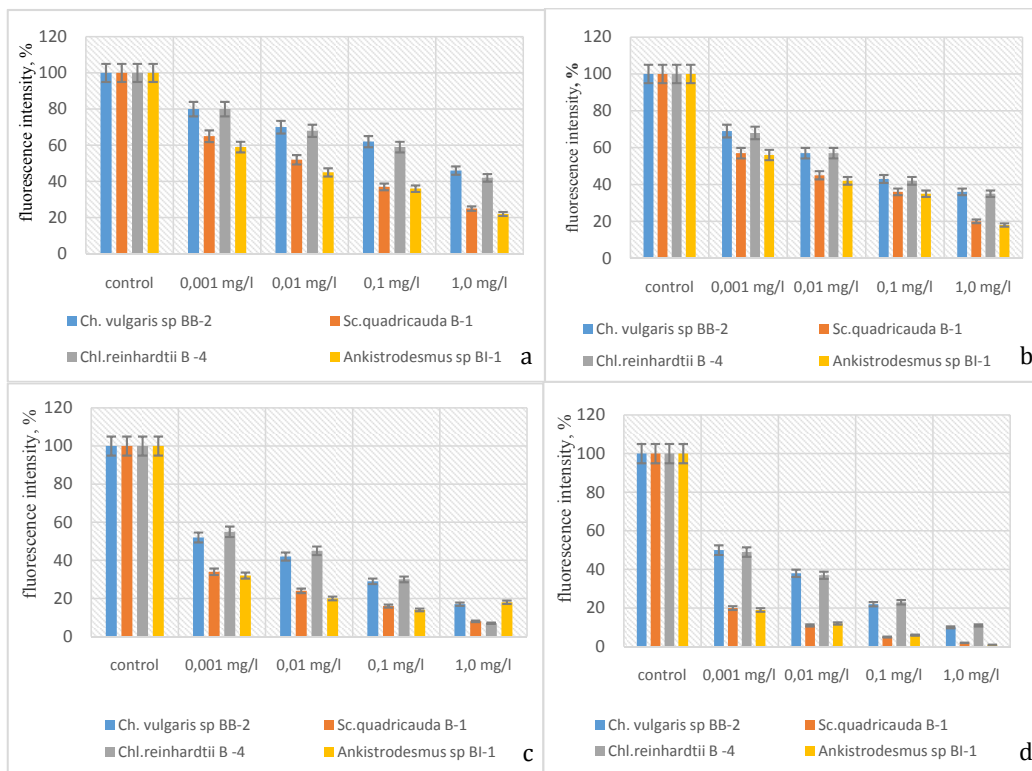 fluorescence intensity, %
120
100
80
60
40
20
0
control 0,001 mg/l 0,01 mg/l 0,1 mg/l 1,0 mg/l
Ch. vulgaris sp BB-2 Sc.quadricauda B-1
Chl.reinhardtii B -4 Ankistrodesmus sp BI-1
a
fluorescence intensity, %
120
100
80
60
40
20
0
control 0,001 mg/l 0,01 mg/l 0,1 mg/l 1,0 mg/l
Ch. vulgaris sp BB-2 Sc.quadricauda B-1
Chl.reinhardtii B -4 Ankistrodesmus sp BI-1
b
fluorescence intensity, %
120
100
80
60
40
20
0
control 0,001 mg/l 0,01 mg/l 0,1 mg/l 1,0 mg/l
Ch. vulgaris sp BB-2 Sc.quadricauda B-1
Chl.reinhardtii B -4 Ankistrodesmus sp BI-1
c
fluorescence intensity, %
120
100
80
60
40
20
0
control 0,001 mg/l 0,01 mg/l 0,1 mg/l 1,0 mg/l
Ch. vulgaris sp BB-2 Sc.quadricauda B-1
Chl.reinhardtii B -4 Ankistrodesmus sp BI-1
d